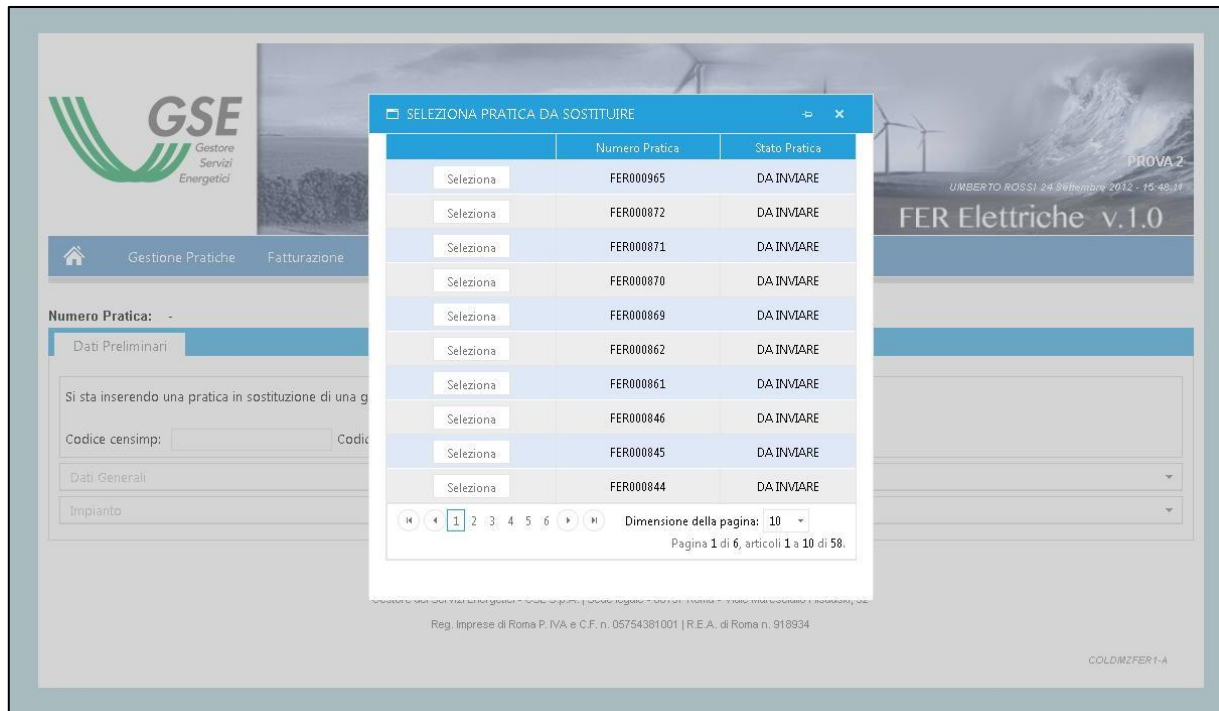 GSE
Gestore
Servizi
Energetici
PROVA 2
UMBERTO ROSSI 24 Settembre 2012 - 15:48.11
FER Elettriche v.1.0
Gestione Pratiche Fatturazione
Numero Pratica: -
Dati Preliminari
Si sta inserendo una pratica in sostituzione di una g
Codice censimp: Codic
Dati Generali
Impianto
SELEZIONA PRATICA DA SOSTITUIRE
Numero Pratica Stato Pratica
Seleziona FER000965 DA INVIARE
Seleziona FER000872 DA INVIARE
Seleziona FER000871 DA INVIARE
Seleziona FER000870 DA INVIARE
Seleziona FER000869 DA INVIARE
Seleziona FER000862 DA INVIARE
Seleziona FER000861 DA INVIARE
Seleziona FER000846 DA INVIARE
Seleziona FER000845 DA INVIARE
Seleziona FER000844 DA INVIARE
1 2 3 4 5 6 Dimensione della pagina: 10
Pagina 1 di 6, articoli 1 a 10 di 58.
Reg. Imprese di Roma P. IVA e C.F. n. 05754381001 | R.E.A. di Roma n. 918934
COLDMZFER1-A